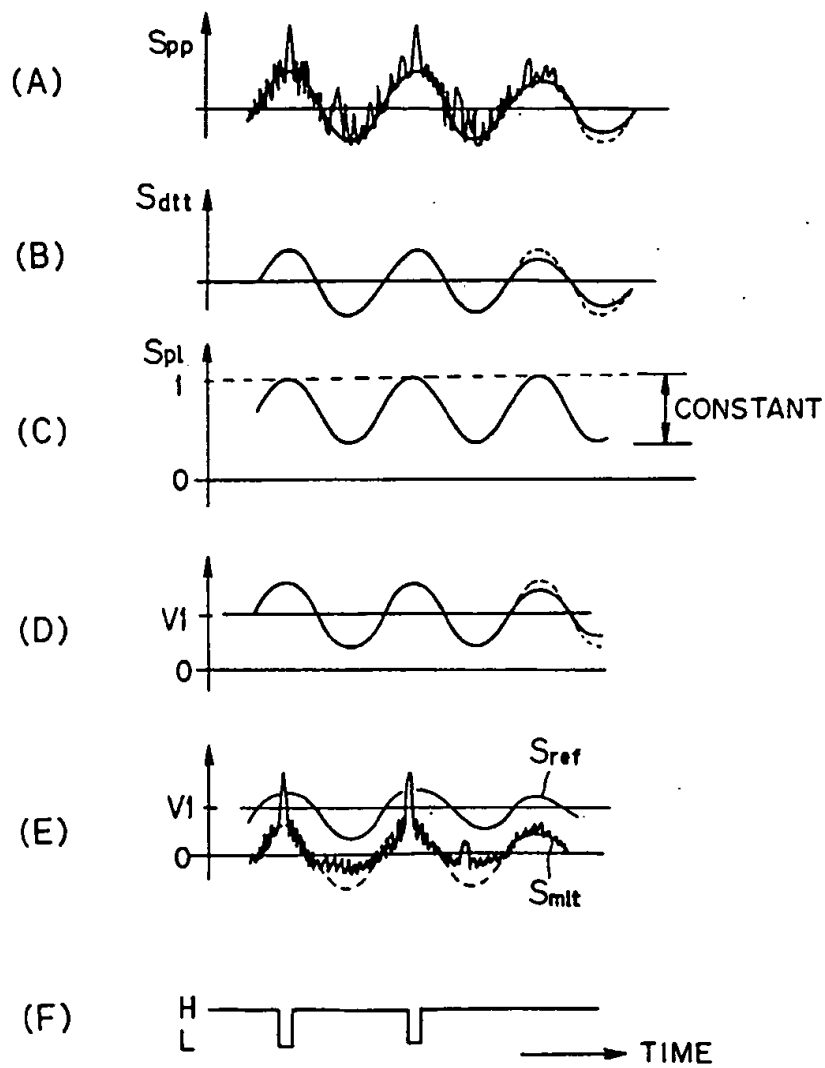 (A)
Spp
(B)
Sdtt
(C)
Spl
1
CONSTANT
0
(D)
V1
0
(E)
Sref
V1
0
Smlt
(F)
H
L
TIME